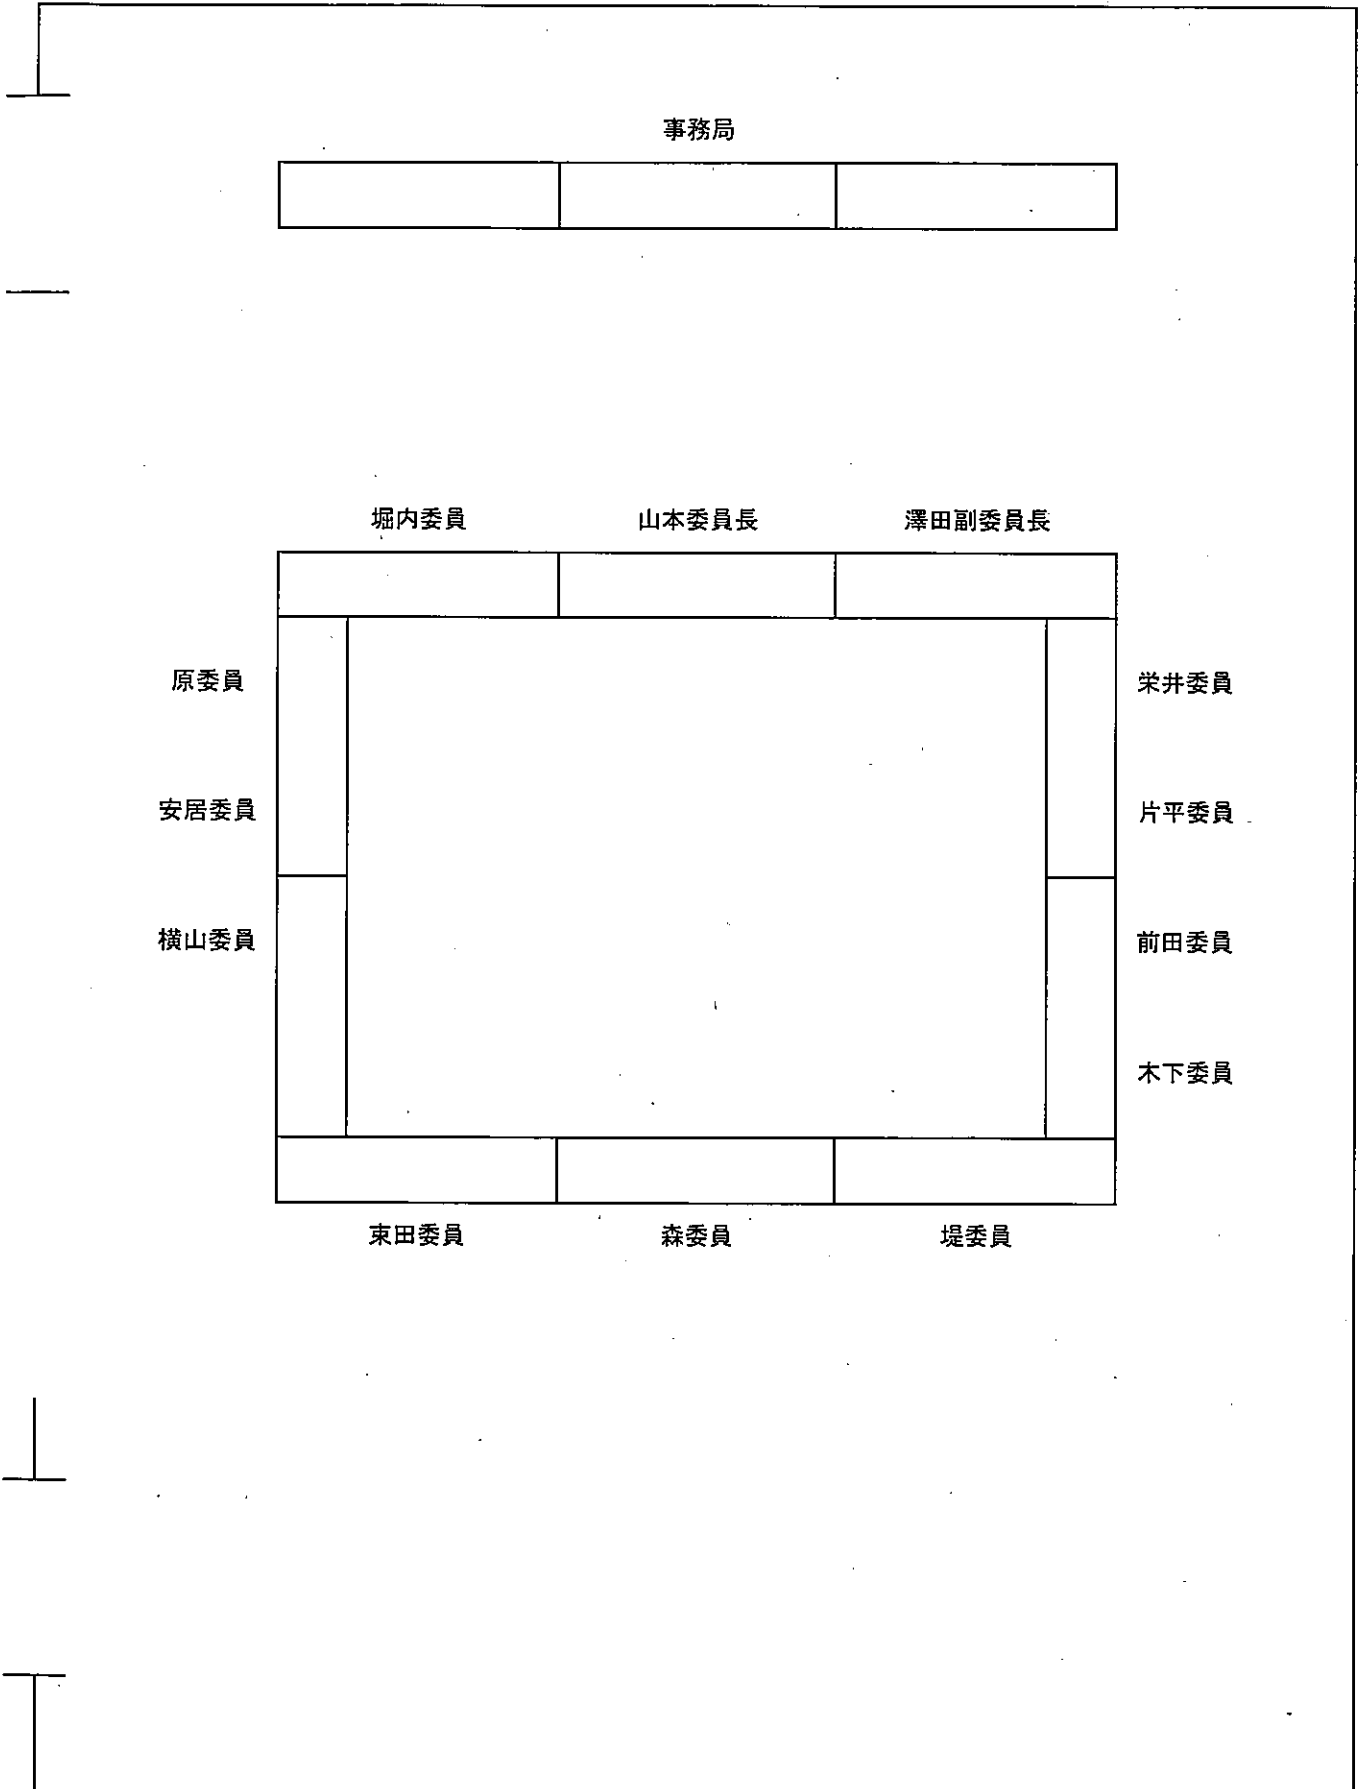 事務局
堀内委員 山本委員長 澤田副委員長
原委員 栄井委員
安居委員 片平委員
横山委員 前田委員
木下委員
東田委員 森委員 堤委員